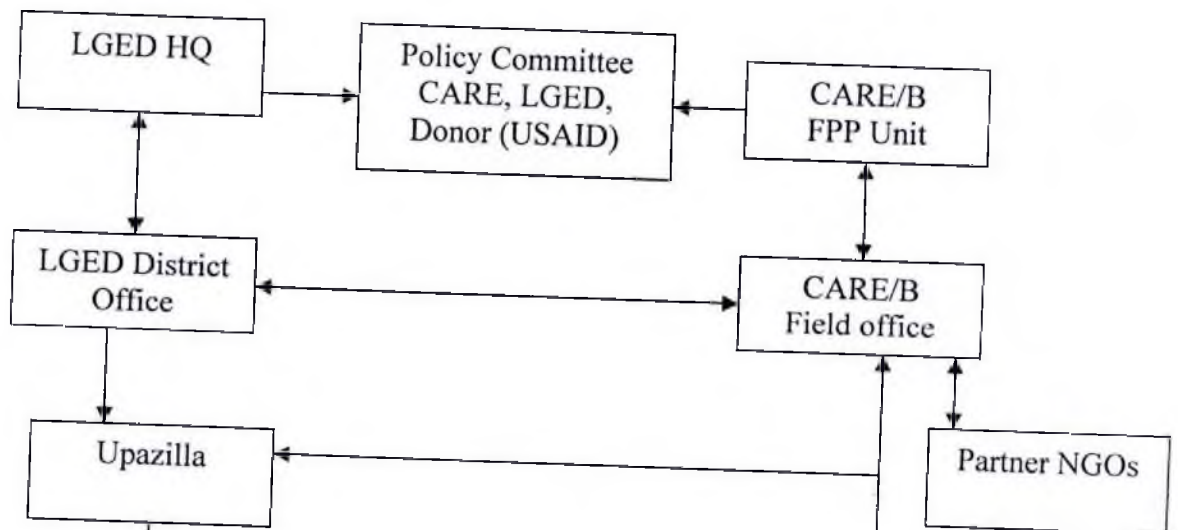 LGED HQ
Policy Committee
CARE, LGED,
Donor (USAID)
CARE/B
FPP Unit
LGED District
Office
CARE/B
Field office
Upazilla
Partner NGOs